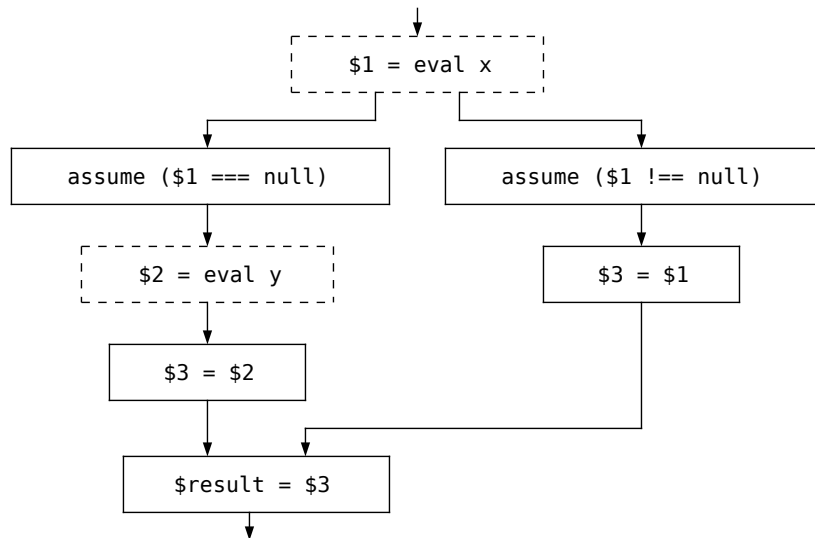 $1 = eval x
assume ($1 === null)
assume ($1 !== null)
$2 = eval y
$3 = $1
$3 = $2
$result = $3